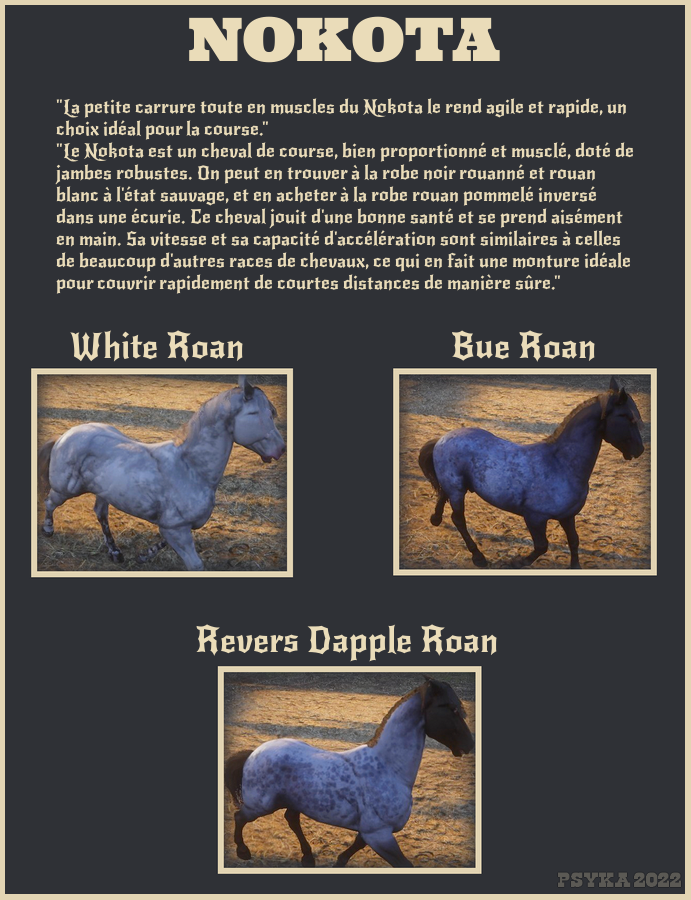 NOKOTA
"La petite carrure toute en muscles du Nokota le rend agile et rapide, un
choix idéal pour la course."
"Le Nokota est un cheval de course, bien proportionné et musclé, doté de
jambes robustes. On peut en trouver à la robe noir rouanné et rouan
blanc à l'état sauvage, et en acheter à la robe rouan pommelé inversé
dans une écurie. Ce cheval jouit d'une bonne santé et se prend aisément
en main. Sa vitesse et sa capacité d'accélération sont similaires à celles
de beaucoup d'autres races de chevaux, ce qui en fait une monture idéale
pour couvrir rapidement de courtes distances de manière sûre."
White Roan
Bue Roan
Revers Dapple Roan
PSYKA 2022